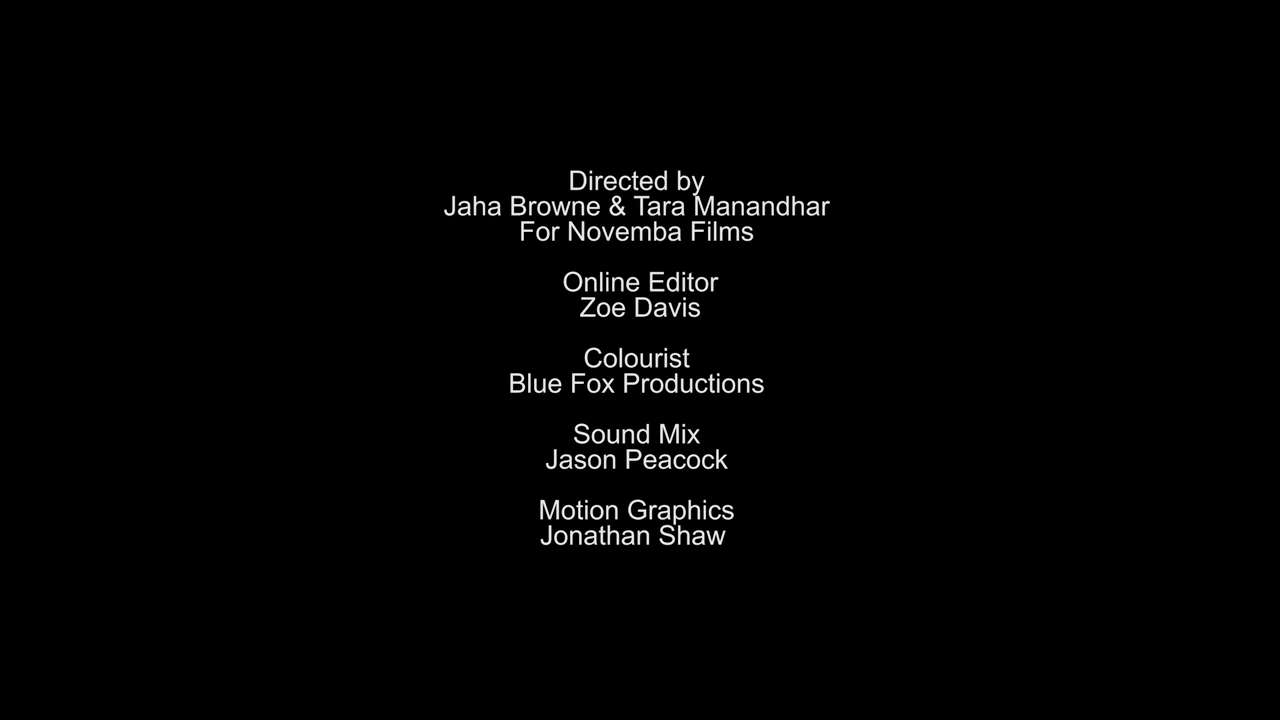 Directed by
Jaha Browne & Tara Manandhar
For Novemba Films
Online Editor
Zoe Davis
Colourist
Blue Fox Productions
Sound Mix
Jason Peacock
Motion Graphics
Jonathan Shaw